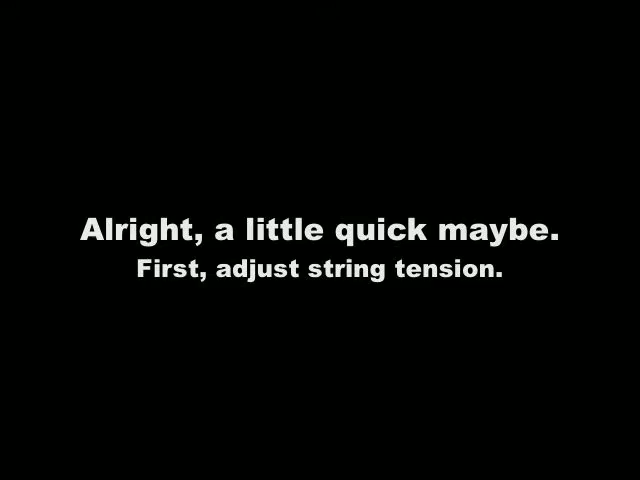 Alright, a little quick maybe.
First, adjust string tension.